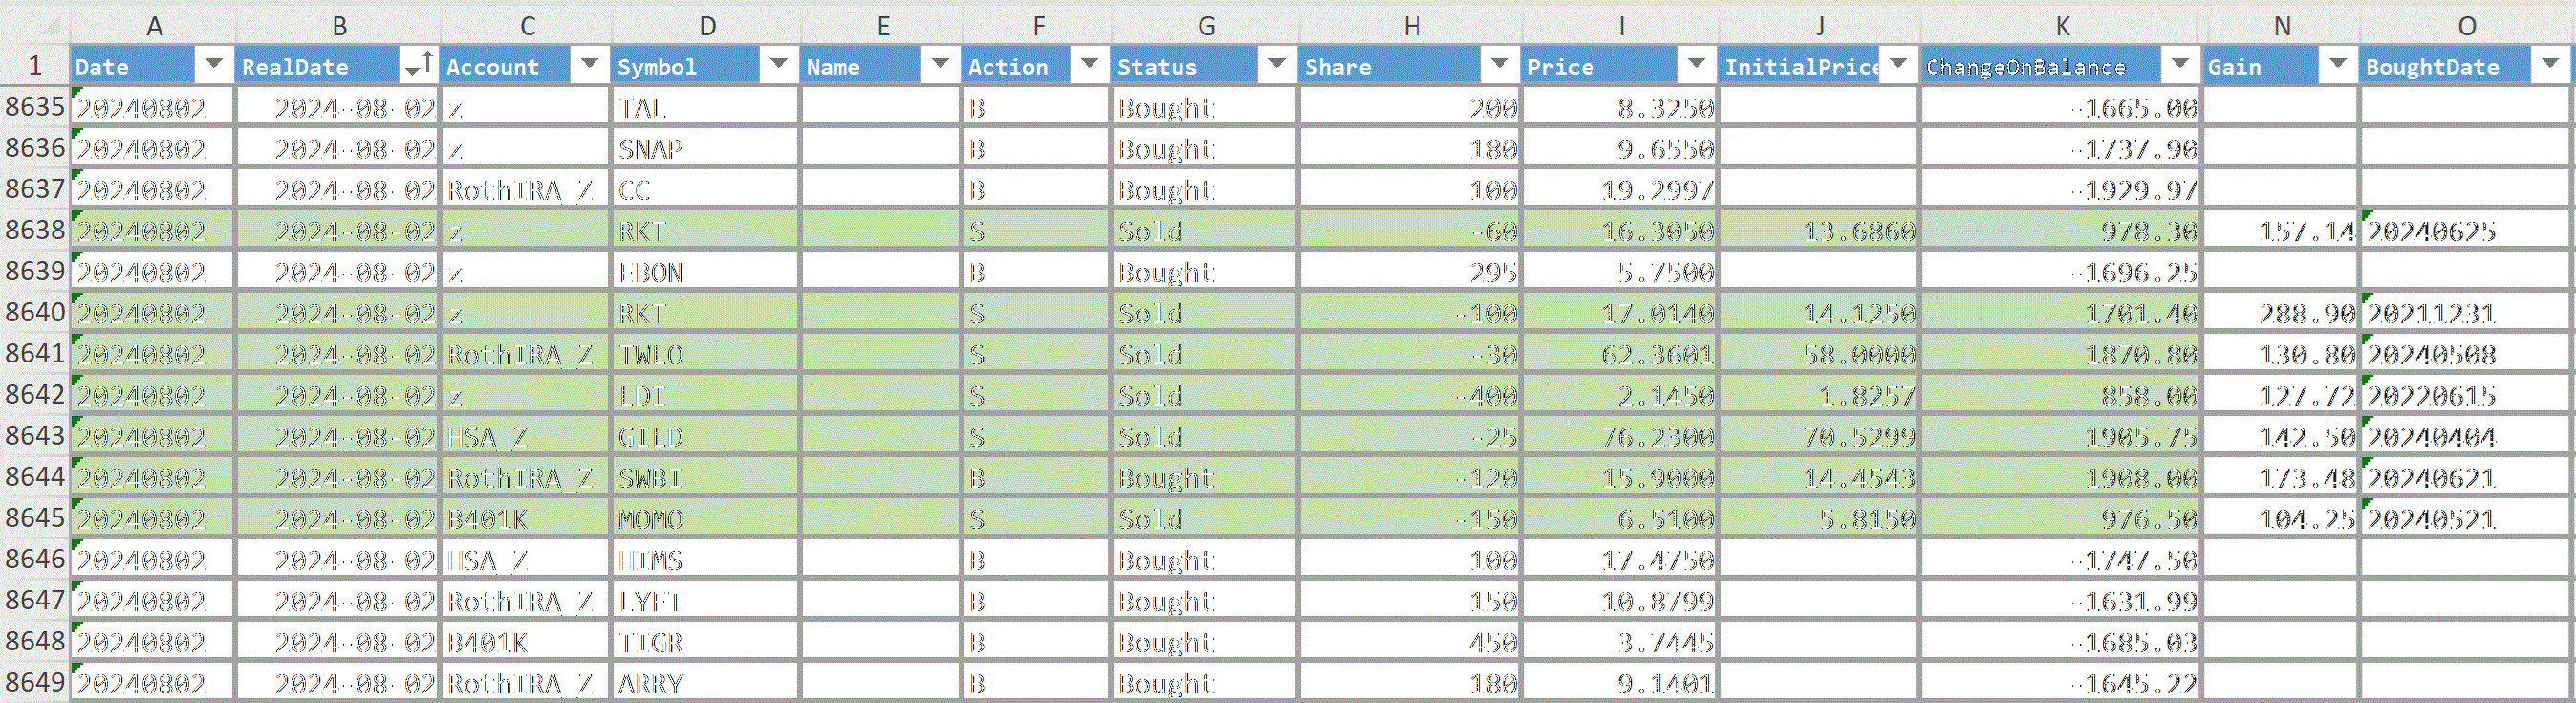 A B C D E F G H I J K N O
1 Date RealDate Account Symbol Name Action Status Share Price InitialPrice ChangeOnBalance Gain BoughtDate
8635 20240802 2024-08-02 z TAL B Bought 200 8.3250 -1665.00
8636 20240802 2024-08-02 z SNAP B Bought 180 9.6550 -1737.90
8637 20240802 2024-08-02 RothIRA_Z CC B Bought 100 19.2997 -1929.97
8638 20240802 2024-08-02 z RKT S Sold -60 16.3050 13.6860 978.30 157.14 20240625
8639 20240802 2024-08-02 z EBON B Bought 295 5.7500 -1696.25
8640 20240802 2024-08-02 z RKT S Sold -100 17.0140 14.1250 1701.40 288.90 20211231
8641 20240802 2024-08-02 RothIRA_Z TWLO S Sold -30 62.3601 58.0000 1870.80 130.80 20240508
8642 20240802 2024-08-02 z LDI S Sold -400 2.1450 1.8257 858.00 127.72 20220615
8643 20240802 2024-08-02 HSA_Z GILD S Sold -25 76.2300 70.5299 1905.75 142.50 20240404
8644 20240802 2024-08-02 RothIRA_Z SWBI B Bought -120 15.9000 14.4543 1908.00 173.48 20240621
8645 20240802 2024-08-02 B401K MOMO S Sold -150 6.5100 5.8150 976.50 104.25 20240521
8646 20240802 2024-08-02 HSA_Z HIMS B Bought 100 17.4750 -1747.50
8647 20240802 2024-08-02 RothIRA_Z LYFT B Bought 150 10.8799 -1631.99
8648 20240802 2024-08-02 B401K TIGR B Bought 450 3.7445 -1685.03
8649 20240802 2024-08-02 RothIRA_Z ARRY B Bought 180 9.1401 -1645.22